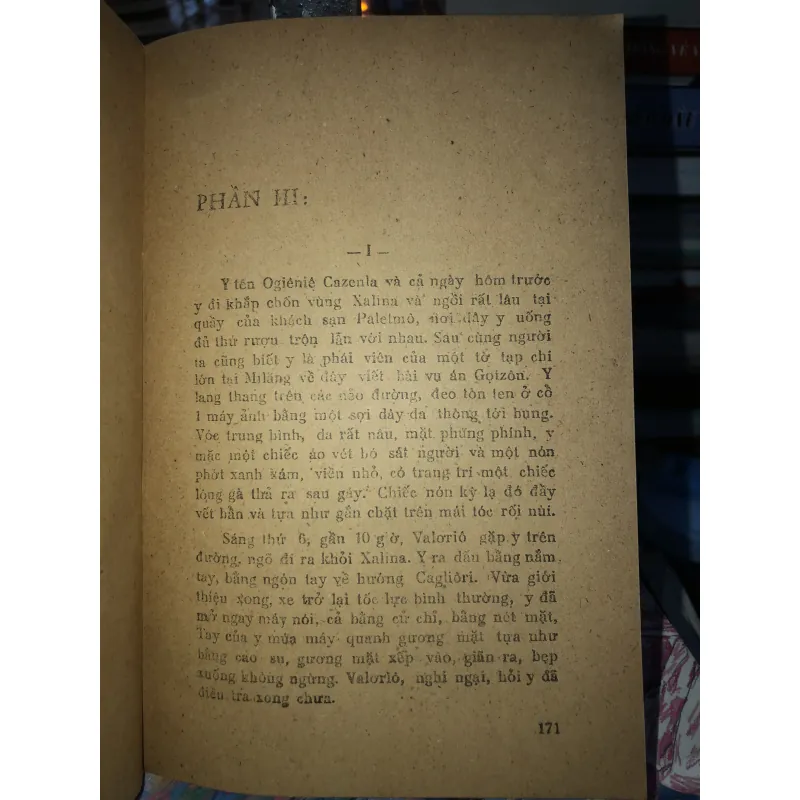 PHẦN III:
— I —
Y tên Ogiêniê Cazenla và cả ngày hôm trước
y đi khắp chốn vùng Xalina và ngồi rất lâu tại
quầy của khách sạn Paletmô, nơi đây y uống
đủ thứ rượu trộn lẫn với nhau. Sau cùng người
ta cũng biết y là phái viên của một tờ tạp chí
lớn tại Milăng về đây viết bài vụ án Gotzôn. Y
lang thang trên các nẽo đường, đeo tòn ten ở cổ
1 máy ảnh bằng một sợi dây da thòng tới bụng.
Vóc trung bình, da rất nâu, mặt phúng phính, y
mặc một chiếc áo vét bó sát người và một nón
phớt xanh xám, viền nhỏ, có trang trí một chiếc
lông gà thả ra sau gáy. Chiếc nón kỳ lạ đó đầy
vết bẩn và tựa như gắn chặt trên mái tóc rối nùi.
Sáng thứ 6, gần 10 giờ, Valơriô gặp y trên
đường, ngõ đi ra khỏi Xalina. Y ra dấu bằng nắm
tay, bằng ngón tay về hướng Cagliôri. Vừa giới
thiệu xong, xe trở lại tốc lực bình thường, y đã
mở ngay máy nói, cả bằng cử chỉ, bằng nét mặt,
Tay của y múa máy quanh gương mặt tựa như
bằng cao su, gương mặt xếp vào, giãn ra, bẹp
xuống không ngừng. Valơriô, nghi ngại, hỏi y đã
điều tra xong chưa.
171